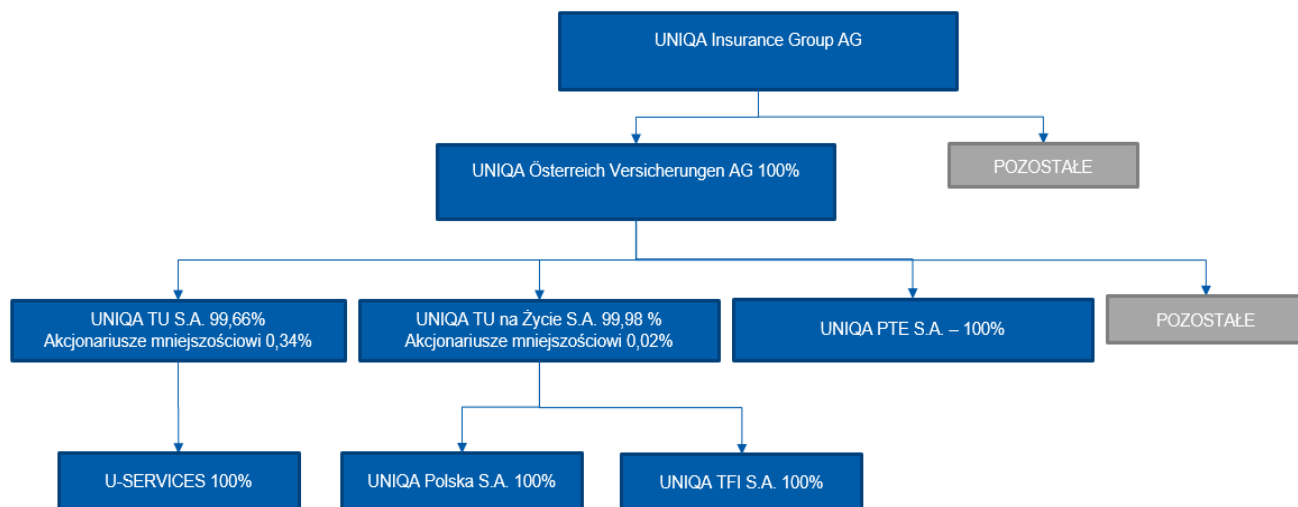 UNIQA Insurance Group AG
UNIQA Österreich Versicherungen AG 100%
POZOSTAŁE
UNIQA TU S.A. 99,66%
Akcjonariusze mniejszościowi 0,34%
UNIQA TU na Życie S.A. 99,98 %
Akcjonariusze mniejszościowi 0,02%
UNIQA PTE S.A. – 100%
POZOSTAŁE
U-SERVICES 100%
UNIQA Polska S.A. 100%
UNIQA TFI S.A. 100%